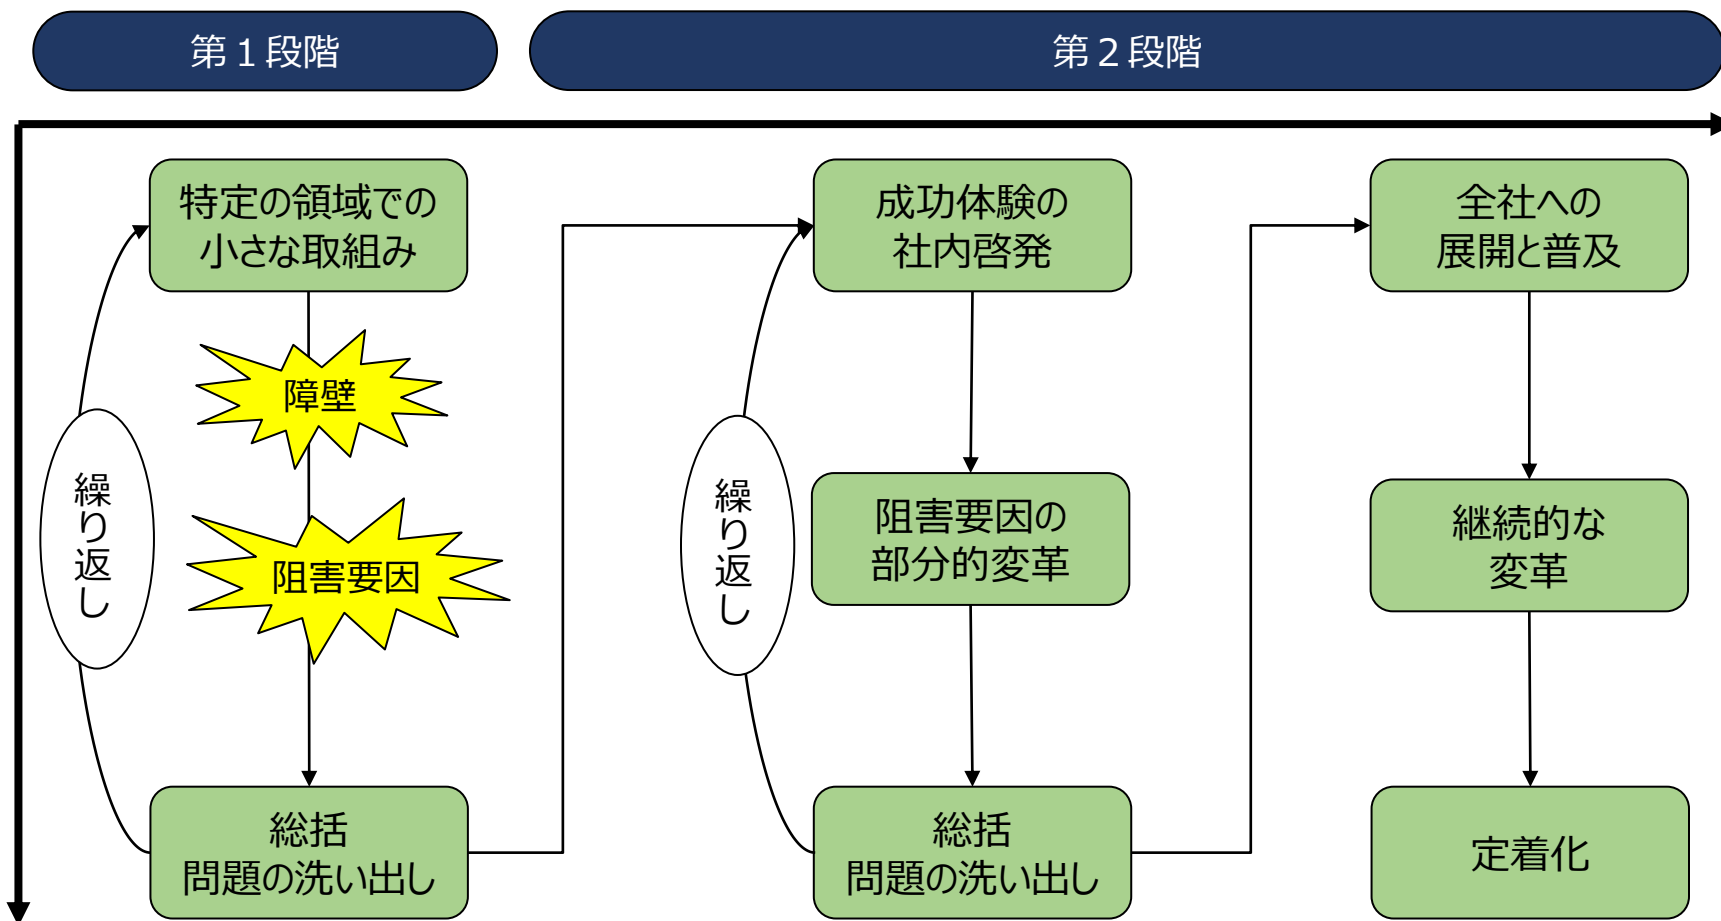 第１段階
第２段階
特定の領域での
小さな取組み
障壁
阻害要因
繰り返し
総括
問題の洗い出し
成功体験の
社内啓発
阻害要因の
部分的変革
繰り返し
総括
問題の洗い出し
全社への
展開と普及
継続的な
変革
定着化